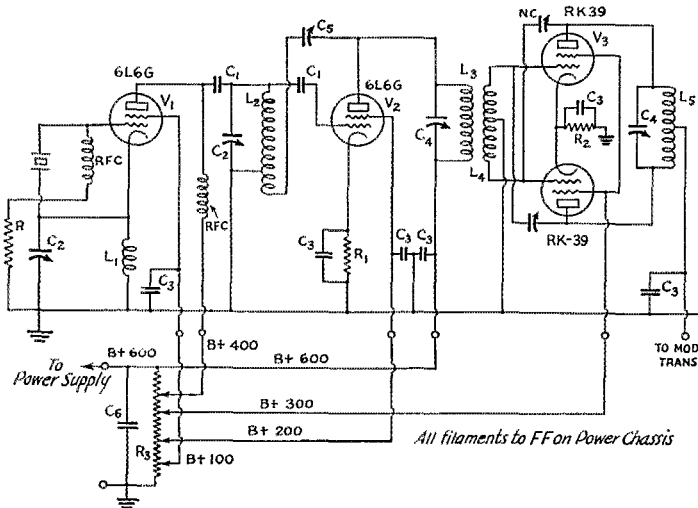 NC
RK39
V3
6L6G
C1
C5
6L6G
C1
L3
L5
V1
L2
V2
C3
C4
RFC
C2
C4
R2
L4
RFC
RK-39
R
C2
L1
C3
C3
R1
C3
C3
C3
B+400
TO MOD
TRANS
To
Power Supply
B+600
B+600
C6
B+300
R3
B+200
All filaments to FF on Power Chassis
B+100